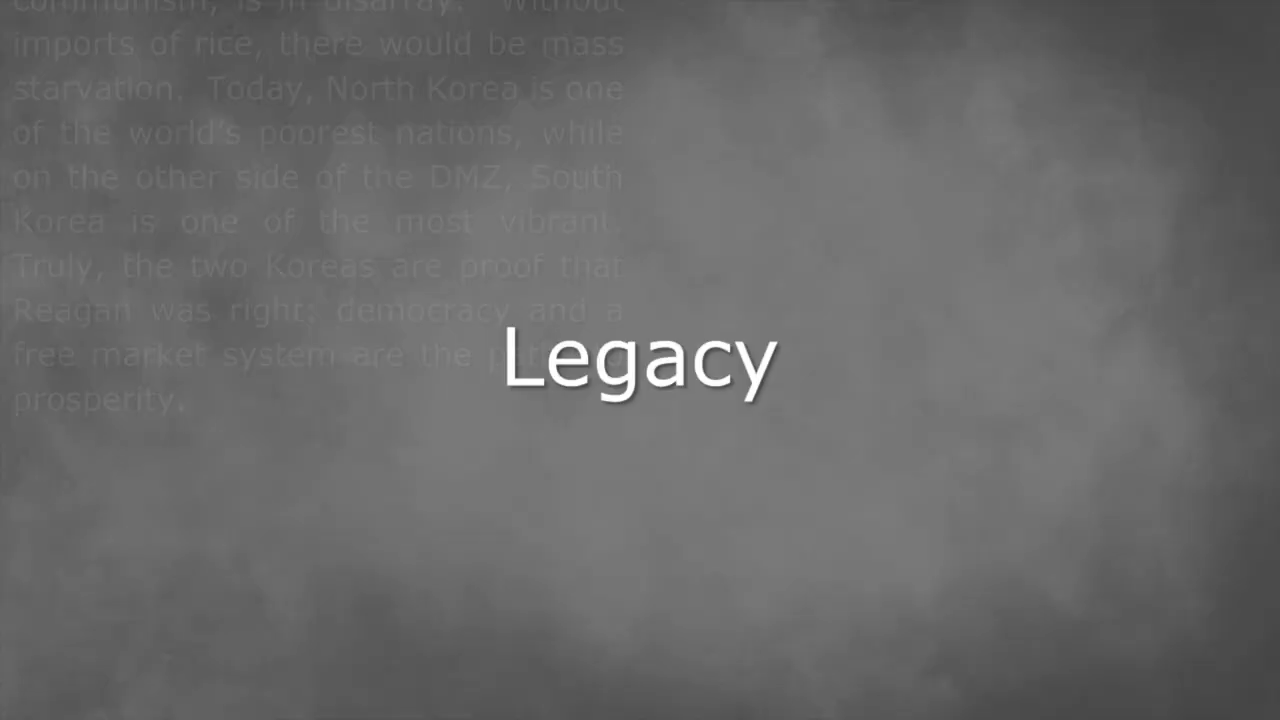 communism, is in disarray. Without
imports of rice, there would be mass
starvation. Today, North Korea is one
of the world's poorest nations, while
on the other side of the DMZ, South
Korea is one of the most vibrant.
Truly, the two Koreas are proof that
Reagan was right: democracy and a
free market system are the
prosperity.
Legacy